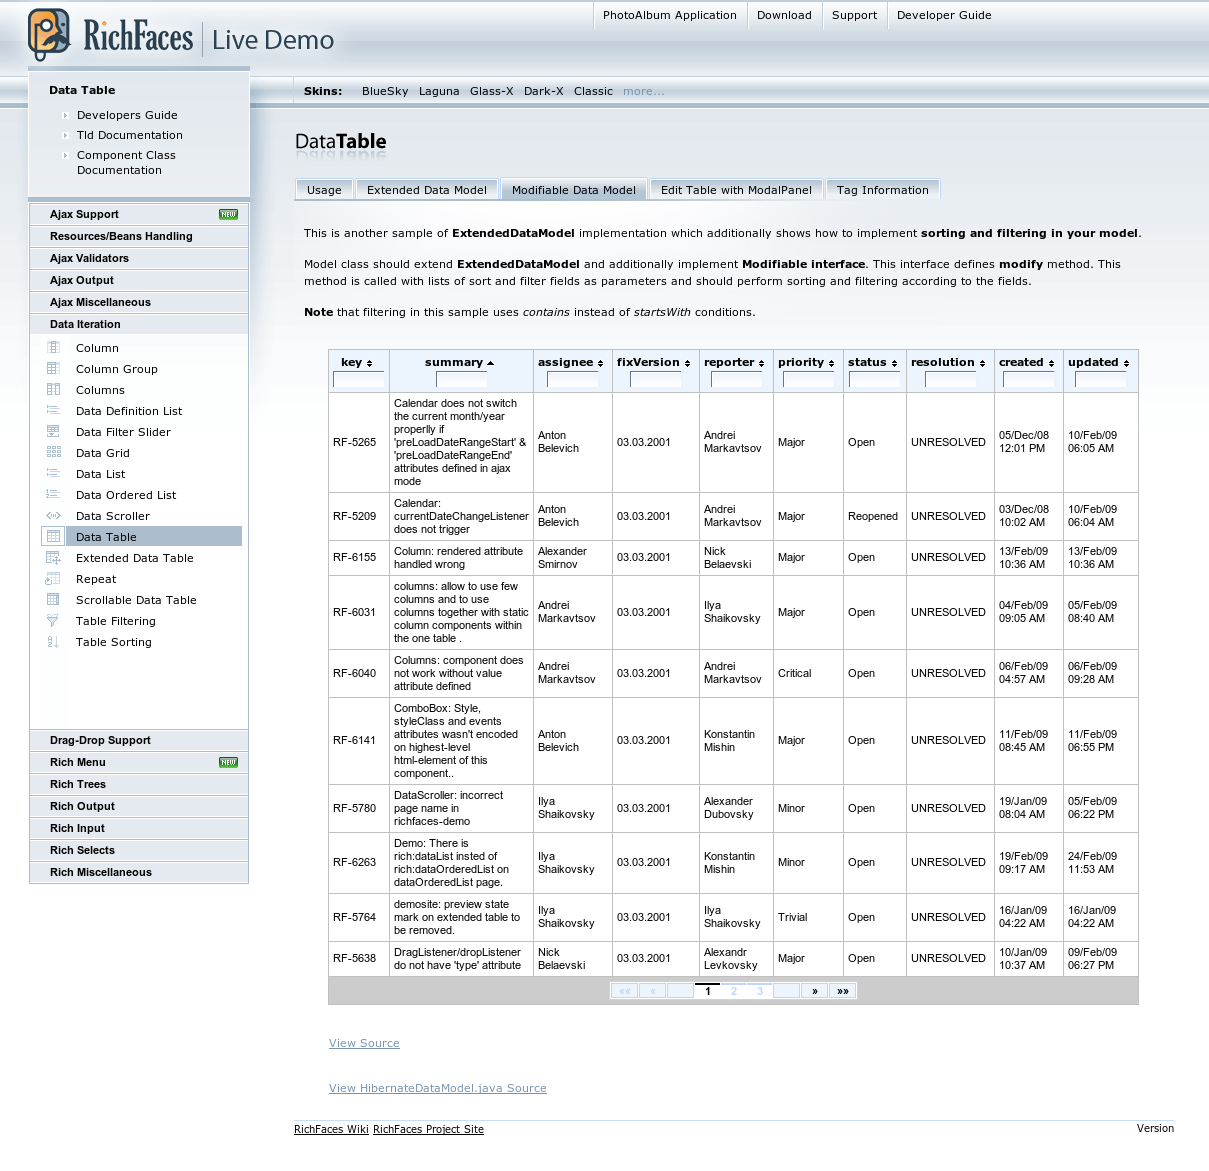 RichFaces Live Demo
PhotoAlbum Application Download Support Developer Guide
Skins: BlueSky Laguna Glass-X Dark-X Classic more...
Data Table
Developers Guide
Tld Documentation
Component Class
Documentation
Ajax Support NEW
Resources/Beans Handling
Ajax Validators
Ajax Output
Ajax Miscellaneous
Data Iteration
Column
Column Group
Columns
Data Definition List
Data Filter Slider
Data Grid
Data List
Data Ordered List
Data Scroller
Data Table
Extended Data Table
Repeat
Scrollable Data Table
Table Filtering
Table Sorting
Drag-Drop Support
Rich Menu NEW
Rich Trees
Rich Output
Rich Input
Rich Selects
Rich Miscellaneous
DataTable
Usage Extended Data Model Modifiable Data Model Edit Table with ModalPanel Tag Information
This is another sample of ExtendedDataModel implementation which additionally shows how to implement sorting and filtering in your model.
Model class should extend ExtendedDataModel and additionally implement Modifiable interface. This interface defines modify method. This
method is called with lists of sort and filter fields as parameters and should perform sorting and filtering according to the fields.
Note that filtering in this sample uses contains instead of startsWith conditions.
key summary assignee fixVersion reporter priority status resolution created updated
RF-5265
Calendar does not switch
the current month/year
properlly if
'preLoadDateRangeStart' &
'preLoadDateRangeEnd'
attributes defined in ajax
mode
Anton
Belevich
03.03.2001
Andrei
Markavtsov
Major
Open
UNRESOLVED
05/Dec/08
12:01 PM
10/Feb/09
06:05 AM
RF-5209
Calendar:
currentDateChangeListener
does not trigger
Anton
Belevich
03.03.2001
Andrei
Markavtsov
Major
Reopened
UNRESOLVED
03/Dec/08
10:02 AM
10/Feb/09
06:04 AM
RF-6155
Column: rendered attribute
handled wrong
Alexander
Smirnov
03.03.2001
Nick
Belaevski
Major
Open
UNRESOLVED
13/Feb/09
10:36 AM
13/Feb/09
10:36 AM
RF-6031
columns: allow to use few
columns and to use
columns together with static
column components within
the one table .
Andrei
Markavtsov
03.03.2001
Ilya
Shaikovsky
Major
Open
UNRESOLVED
04/Feb/09
09:05 AM
05/Feb/09
08:40 AM
RF-6040
Columns: component does
not work without value
attribute defined
Andrei
Markavtsov
03.03.2001
Andrei
Markavtsov
Critical
Open
UNRESOLVED
06/Feb/09
04:57 AM
06/Feb/09
09:28 AM
RF-6141
ComboBox: Style,
styleClass and events
attributes wasn't encoded
on highest-level
html-element of this
component..
Anton
Belevich
03.03.2001
Konstantin
Mishin
Major
Open
UNRESOLVED
11/Feb/09
08:45 AM
11/Feb/09
06:55 PM
RF-5780
DataScroller: incorrect
page name in
richfaces-demo
Ilya
Shaikovsky
03.03.2001
Alexander
Dubovsky
Minor
Open
UNRESOLVED
19/Jan/09
08:04 AM
05/Feb/09
06:22 PM
RF-6263
Demo: There is
rich:dataList insted of
rich:dataOrderedList on
dataOrderedList page.
Ilya
Shaikovsky
03.03.2001
Konstantin
Mishin
Minor
Open
UNRESOLVED
19/Feb/09
09:17 AM
24/Feb/09
11:53 AM
RF-5764
demosite: preview state
mark on extended table to
be removed.
Ilya
Shaikovsky
03.03.2001
Ilya
Shaikovsky
Trivial
Open
UNRESOLVED
16/Jan/09
04:22 AM
16/Jan/09
04:22 AM
RF-5638
DragListener/dropListener
do not have 'type' attribute
Nick
Belaevski
03.03.2001
Alexandr
Levkovsky
Major
Open
UNRESOLVED
10/Jan/09
10:37 AM
09/Feb/09
06:27 PM
«« « 1 2 3 » »»
View Source
View HibernateDataModel.java Source
RichFaces Wiki RichFaces Project Site Version